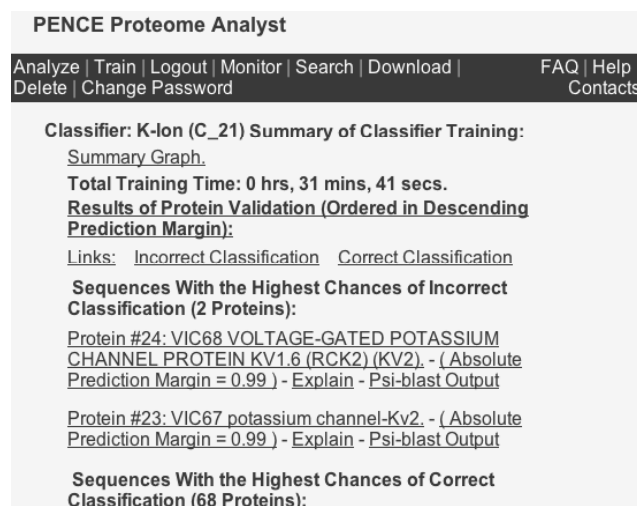 PENCE Proteome Analyst
Analyze | Train | Logout | Monitor | Search | Download | FAQ | Help
Delete | Change Password Contacts
Classifier: K-Ion (C_21) Summary of Classifier Training:
Summary Graph.
Total Training Time: 0 hrs, 31 mins, 41 secs.
Results of Protein Validation (Ordered in Descending
Prediction Margin):
Links: Incorrect Classification Correct Classification
Sequences With the Highest Chances of Incorrect
Classification (2 Proteins):
Protein #24: VIC68 VOLTAGE-GATED POTASSIUM
CHANNEL PROTEIN KV1.6 (RCK2) (KV2). - ( Absolute
Prediction Margin = 0.99 ) - Explain - Psi-blast Output
Protein #23: VIC67 potassium channel-Kv2. - ( Absolute
Prediction Margin = 0.99 ) - Explain - Psi-blast Output
Sequences With the Highest Chances of Correct
Classification (68 Proteins):